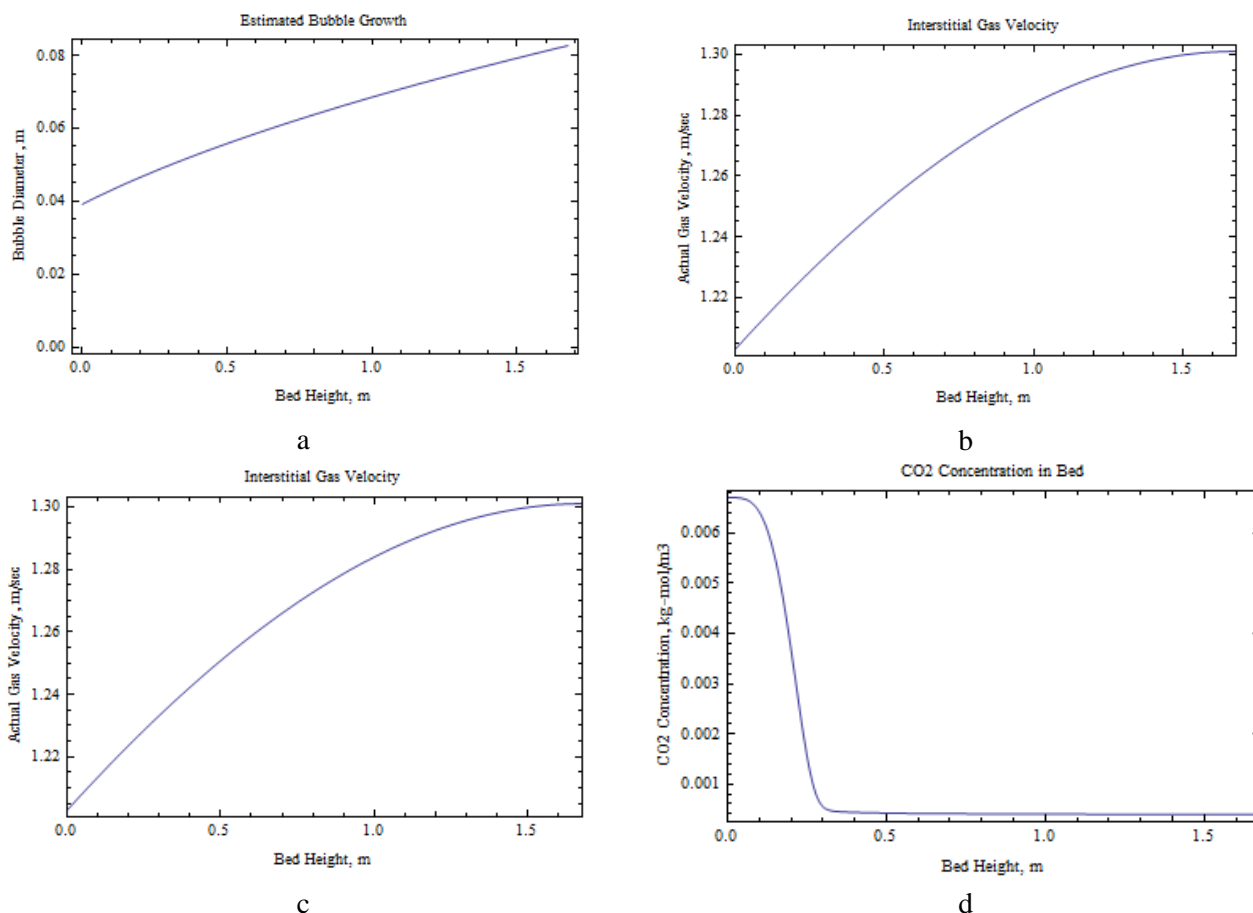 Estimated Bubble Growth
Bubble Diameter, m
0.08
0.06
0.04
0.02
0.00
0.0 0.5 1.0 1.5
Bed Height, m
a
Interstitial Gas Velocity
Actual Gas Velocity, m/sec
1.30
1.28
1.26
1.24
1.22
0.0 0.5 1.0 1.5
Bed Height, m
b
Interstitial Gas Velocity
Actual Gas Velocity, m/sec
1.30
1.28
1.26
1.24
1.22
0.0 0.5 1.0 1.5
Bed Height, m
c
CO2 Concentration in Bed
CO2 Concentration, kg-mol/m3
0.006
0.005
0.004
0.003
0.002
0.001
0.0 0.5 1.0 1.5
Bed Height, m
d